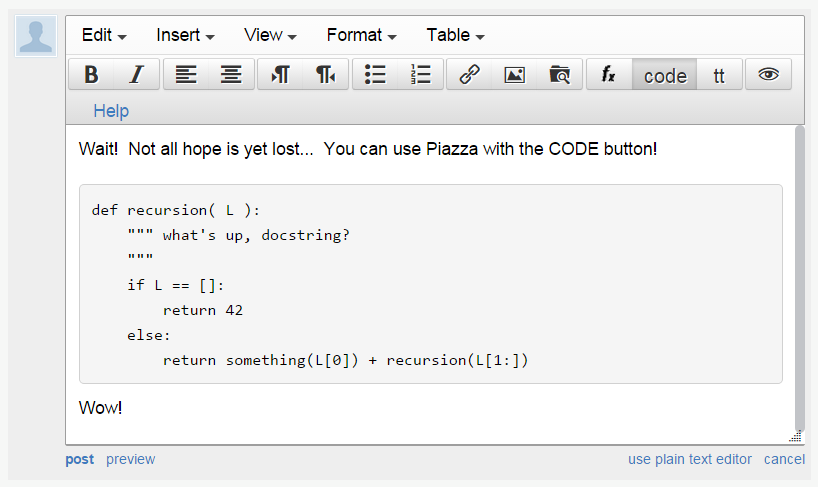 Edit Insert View Format Table
B I fx code tt
Help
Wait!  Not all hope is yet lost...  You can use Piazza with the CODE button!
def recursion( L ):
    """ what's up, docstring?
    """
    if L == []:
        return 42
    else:
        return something(L[0]) + recursion(L[1:])
Wow!
post preview use plain text editor cancel